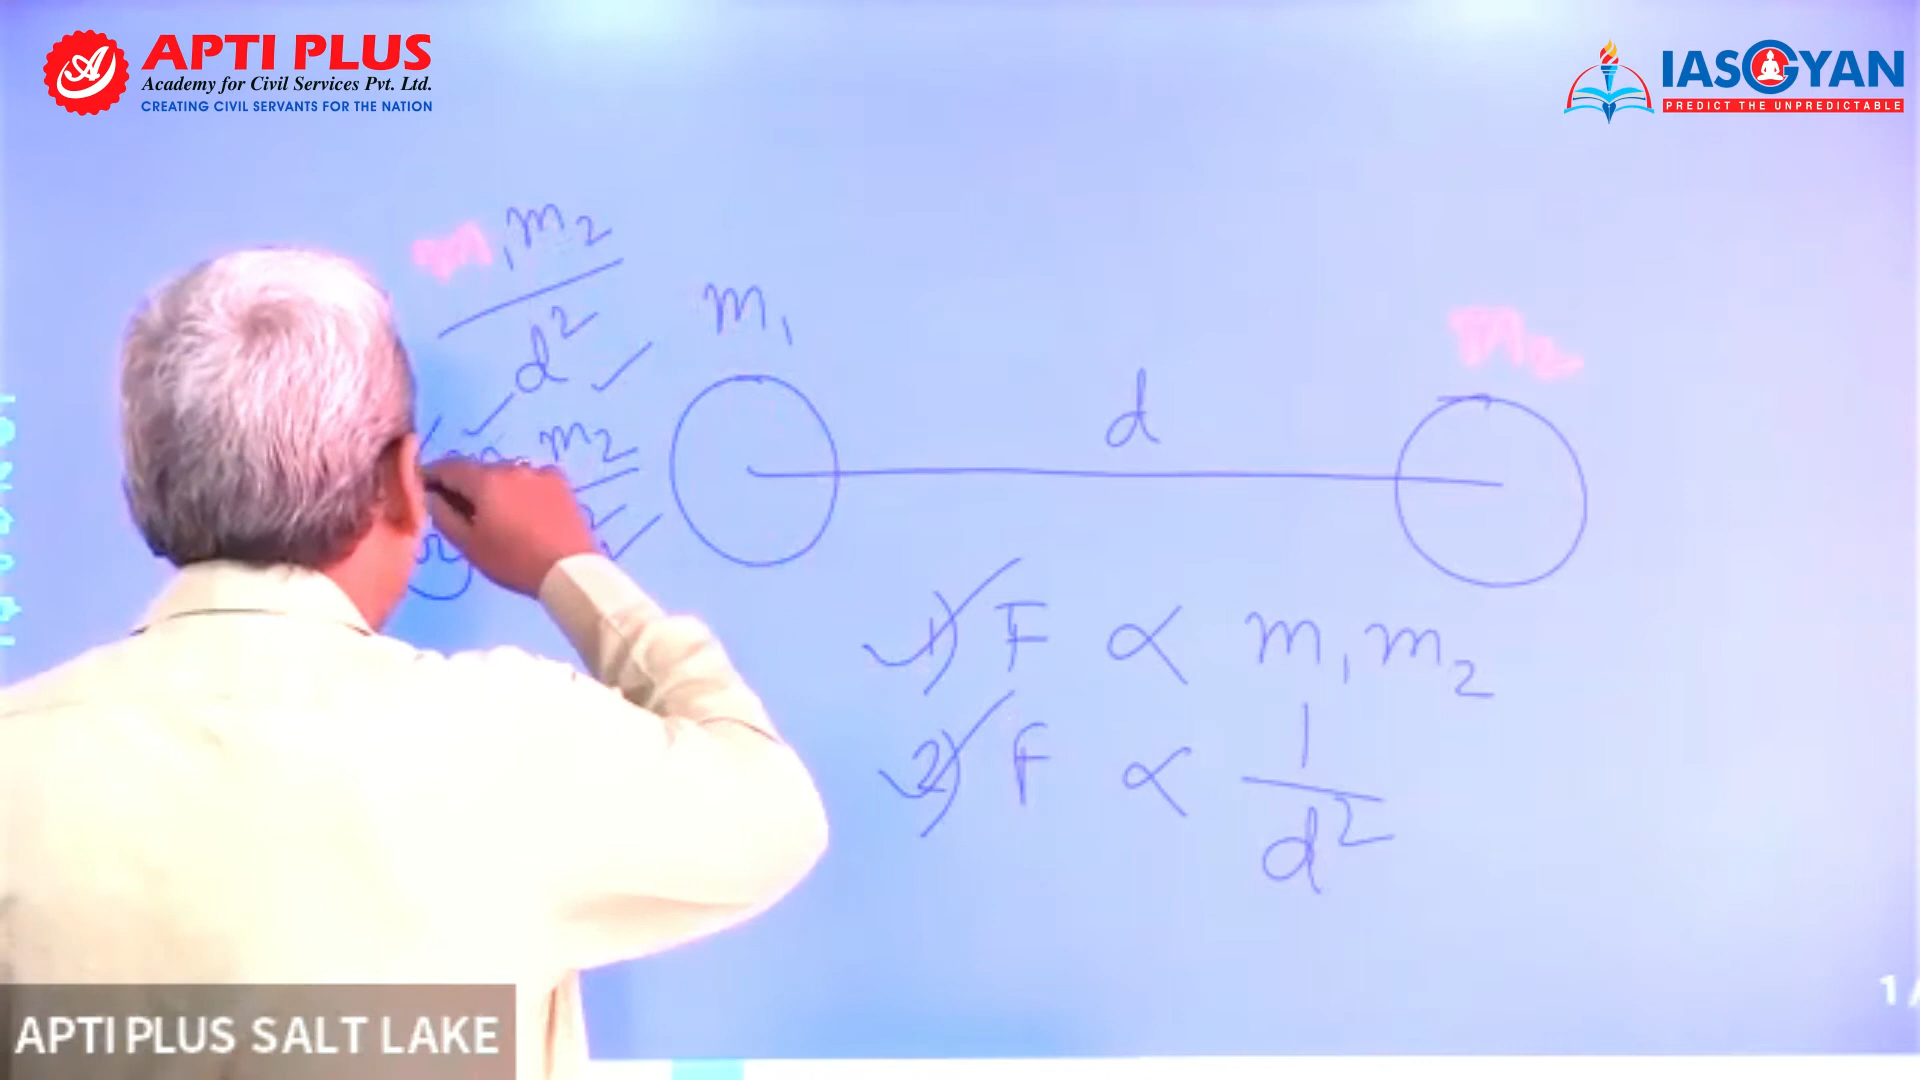 APTI PLUS
Academy for Civil Services Pvt. Ltd.
CREATING CIVIL SERVANTS FOR THE NATION
IASGYAN
PREDICT THE UNPREDICTABLE
m₁m₂
d²
m₂
m₁
d
m₂
1) F ∝ m₁m₂
2) F ∝ 1/d²
1
APTI PLUS SALT LAKE